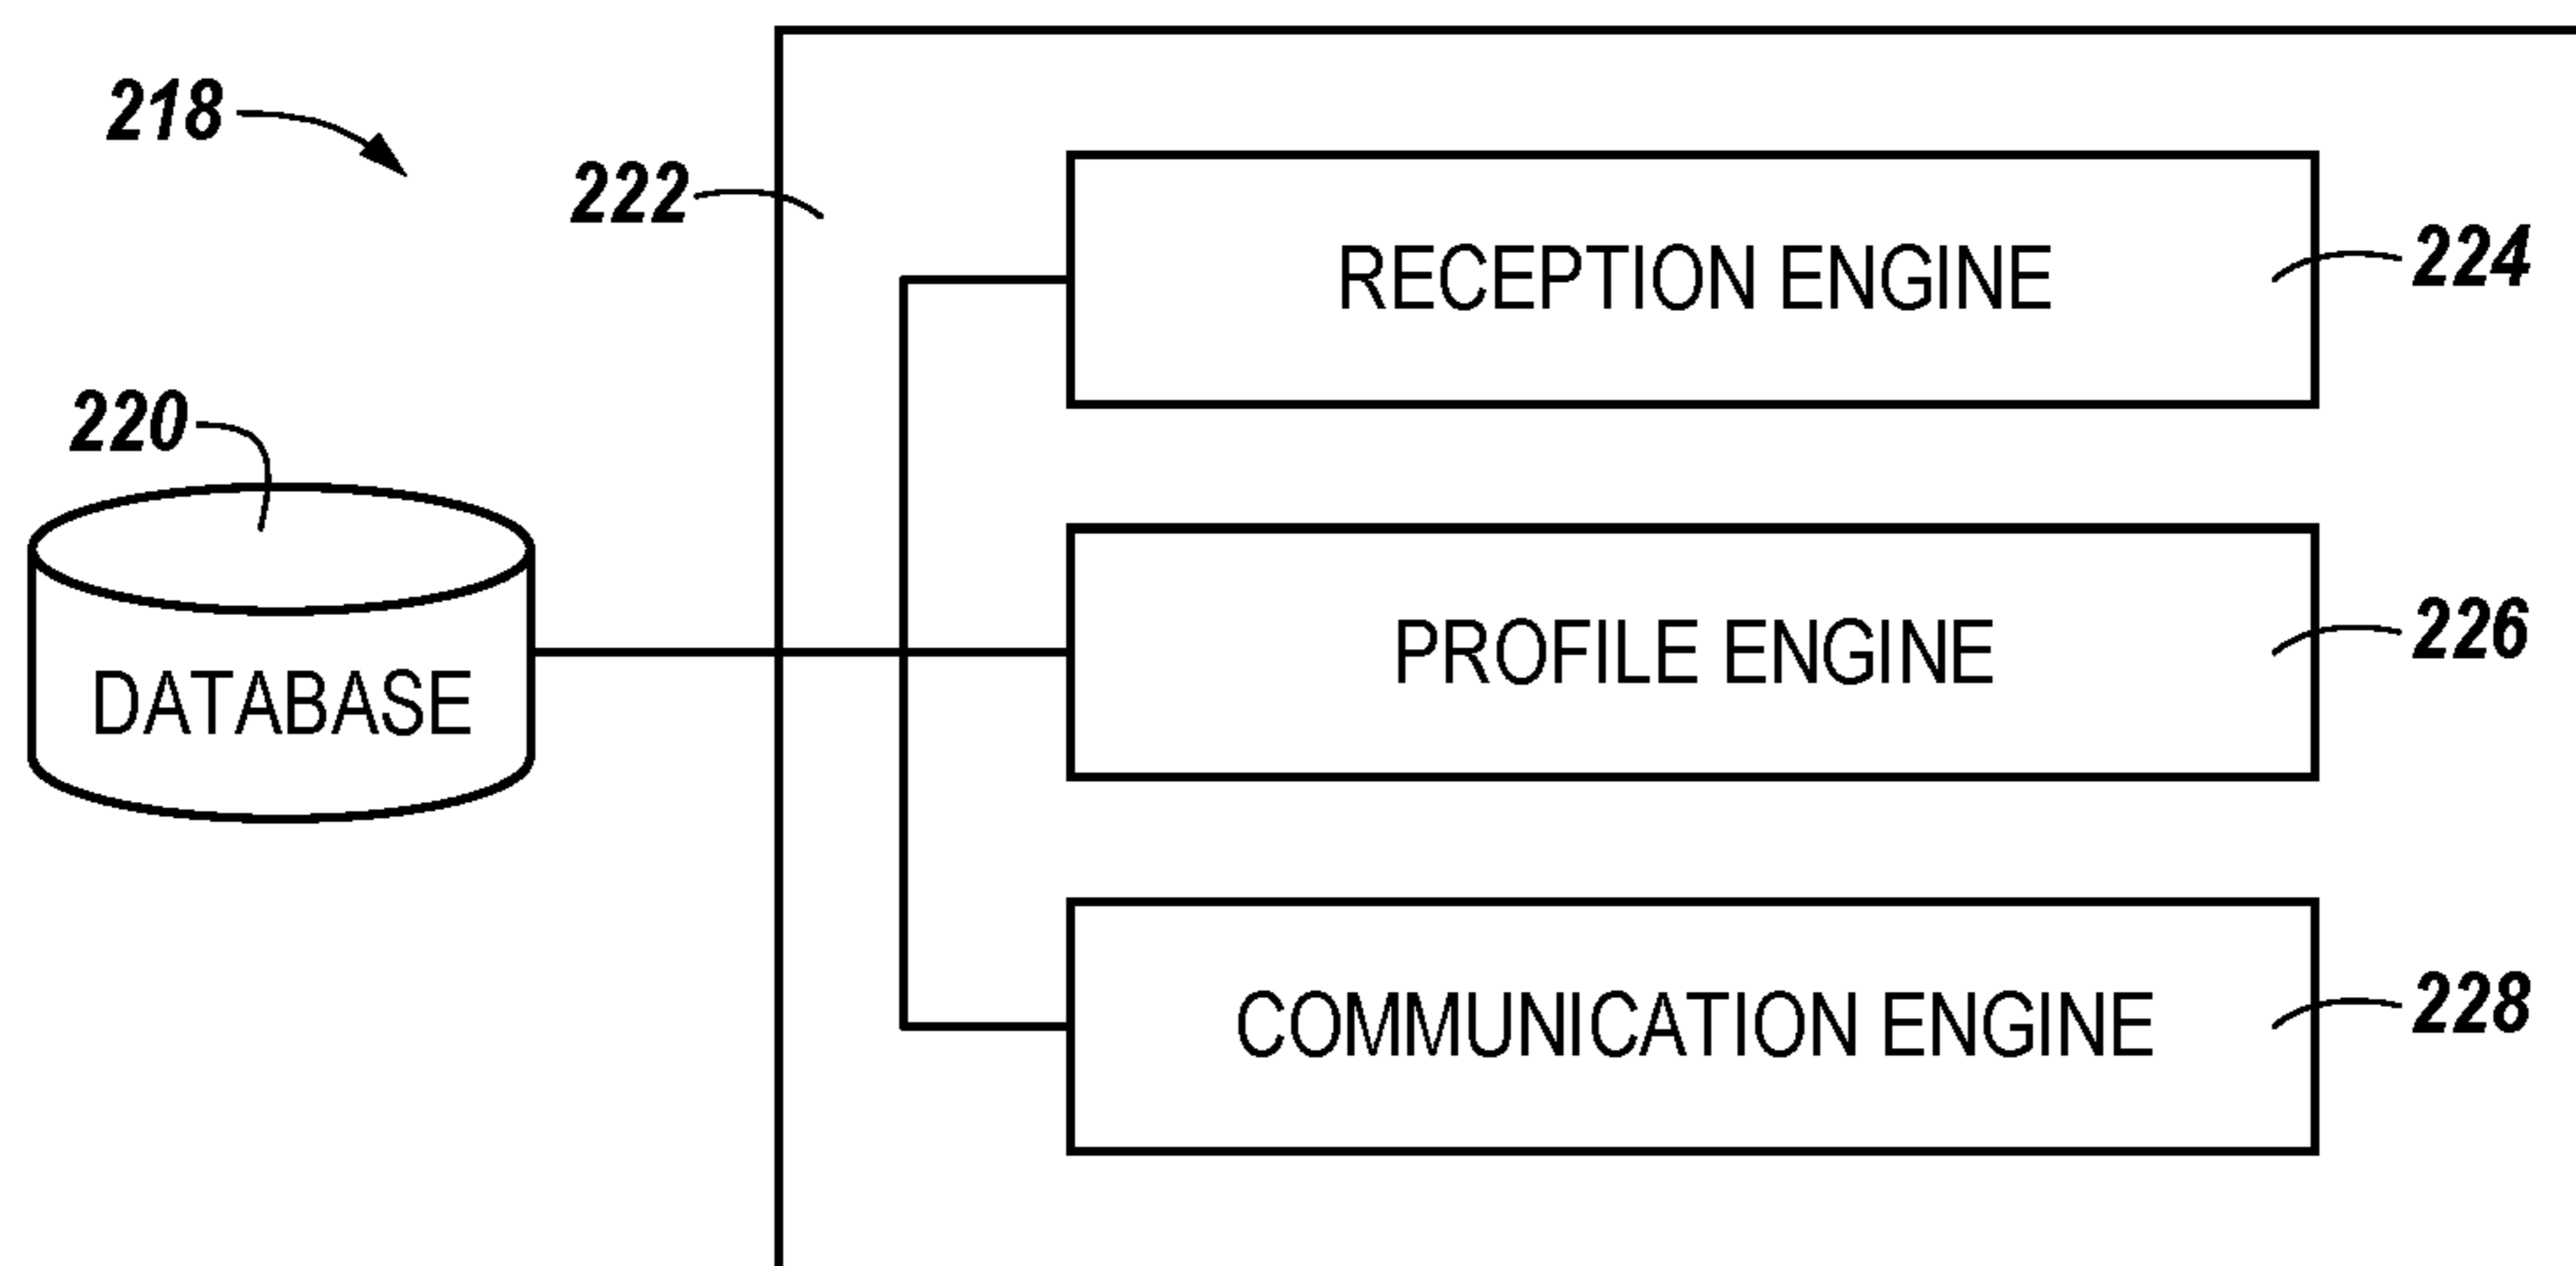 218
222
RECEPTION ENGINE
224
220
DATABASE
PROFILE ENGINE
226
COMMUNICATION ENGINE
228